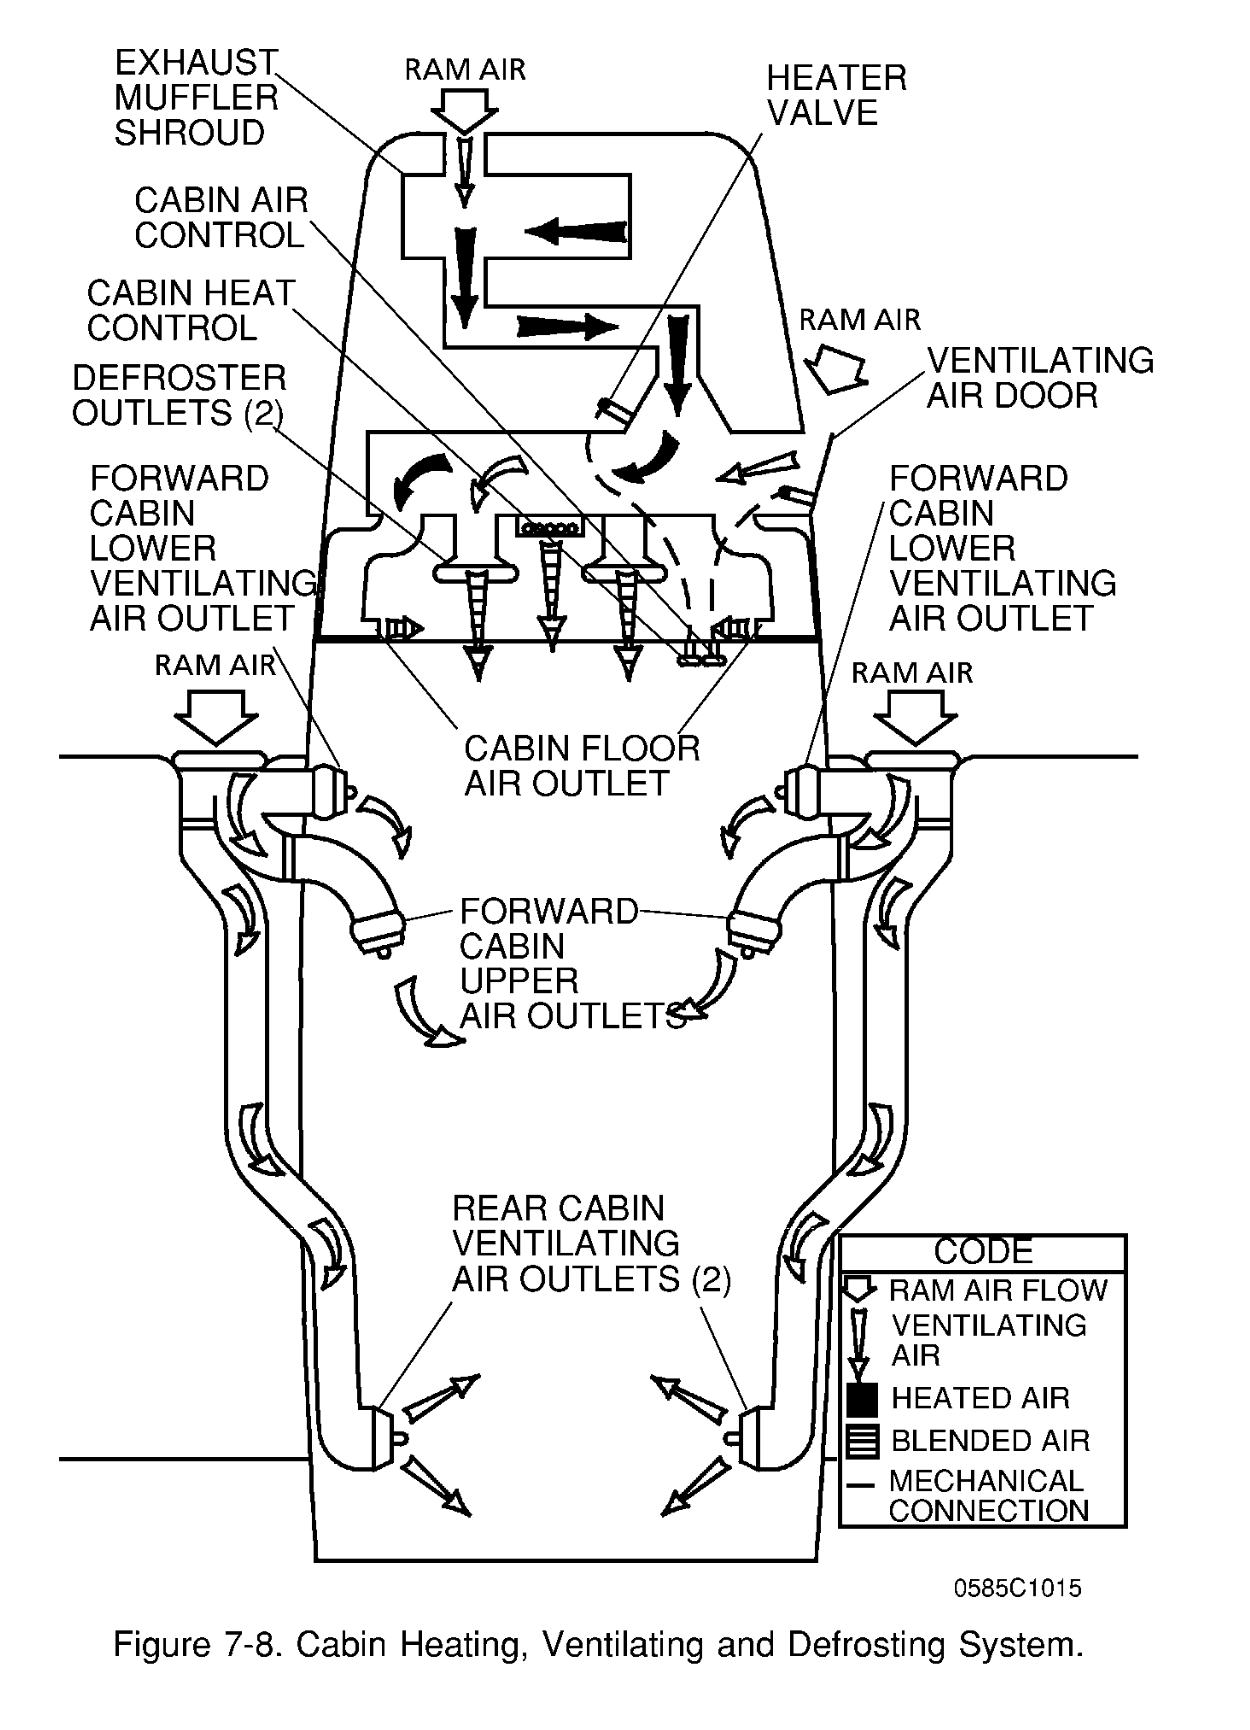 EXHAUST
MUFFLER
SHROUD
RAM AIR
HEATER
VALVE
CABIN AIR
CONTROL
CABIN HEAT
CONTROL
RAM AIR
VENTILATING
AIR DOOR
DEFROSTER
OUTLETS (2)
FORWARD
CABIN
LOWER
VENTILATING
AIR OUTLET
FORWARD
CABIN
LOWER
VENTILATING
AIR OUTLET
RAM AIR
RAM AIR
CABIN FLOOR
AIR OUTLET
FORWARD
CABIN
UPPER
AIR OUTLETS
REAR CABIN
VENTILATING
AIR OUTLETS (2)
CODE
RAM AIR FLOW
VENTILATING
AIR
HEATED AIR
BLENDED AIR
MECHANICAL
CONNECTION
0585C1015
Figure 7-8. Cabin Heating, Ventilating and Defrosting System.